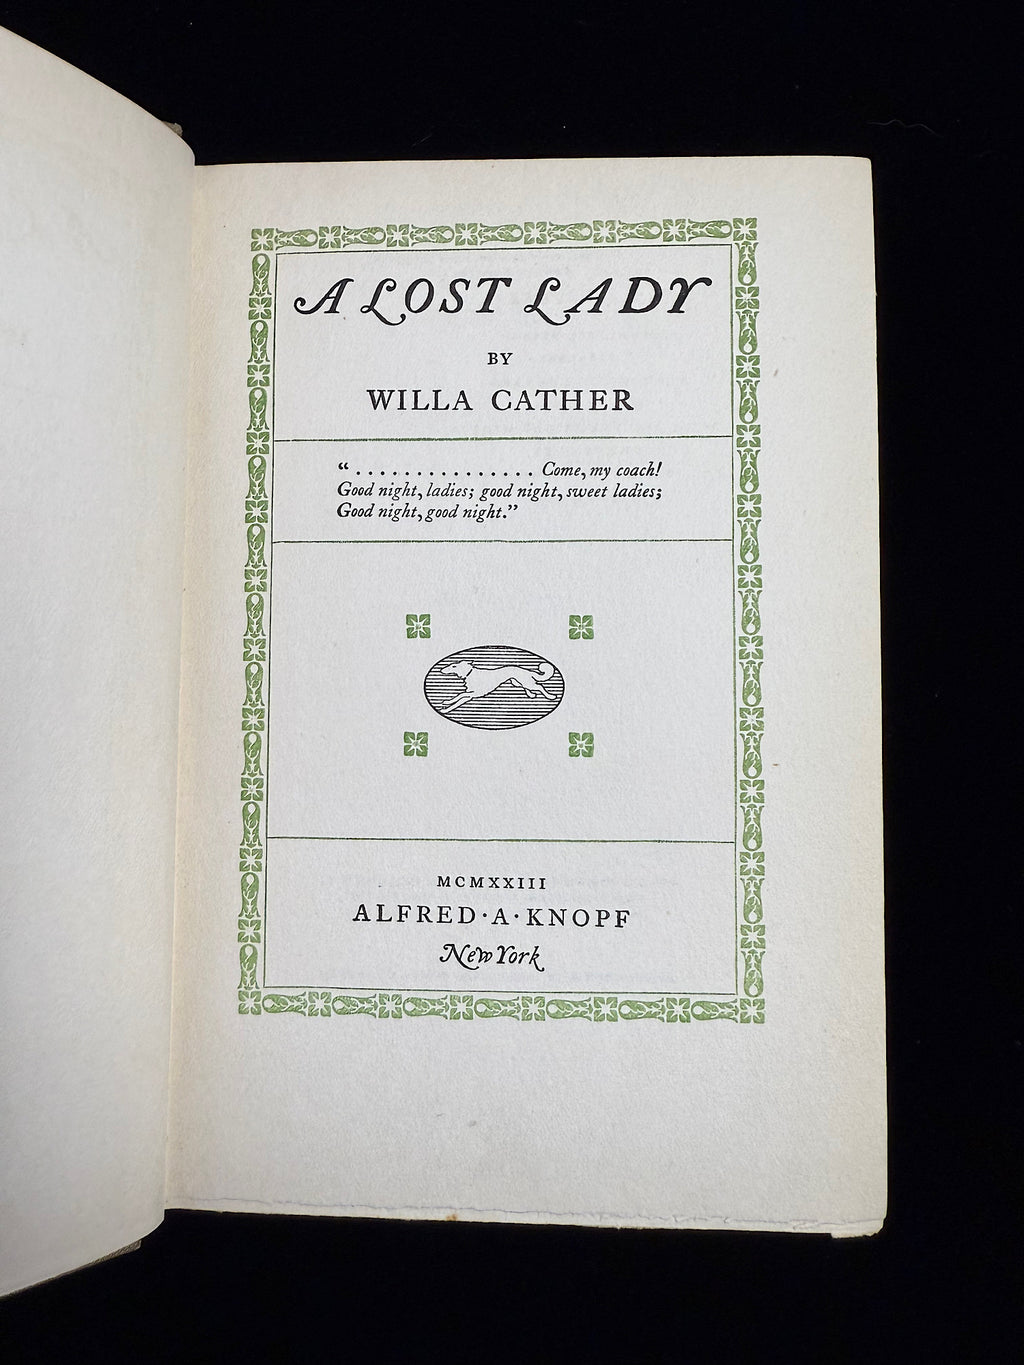 A LOST LADY
BY
WILLA CATHER
“ . . . . . . . . . . . . . . . Come, my coach!
Good night, ladies; good night, sweet ladies;
Good night, good night.”
MCMXXIII
ALFRED·A·KNOPF
New York